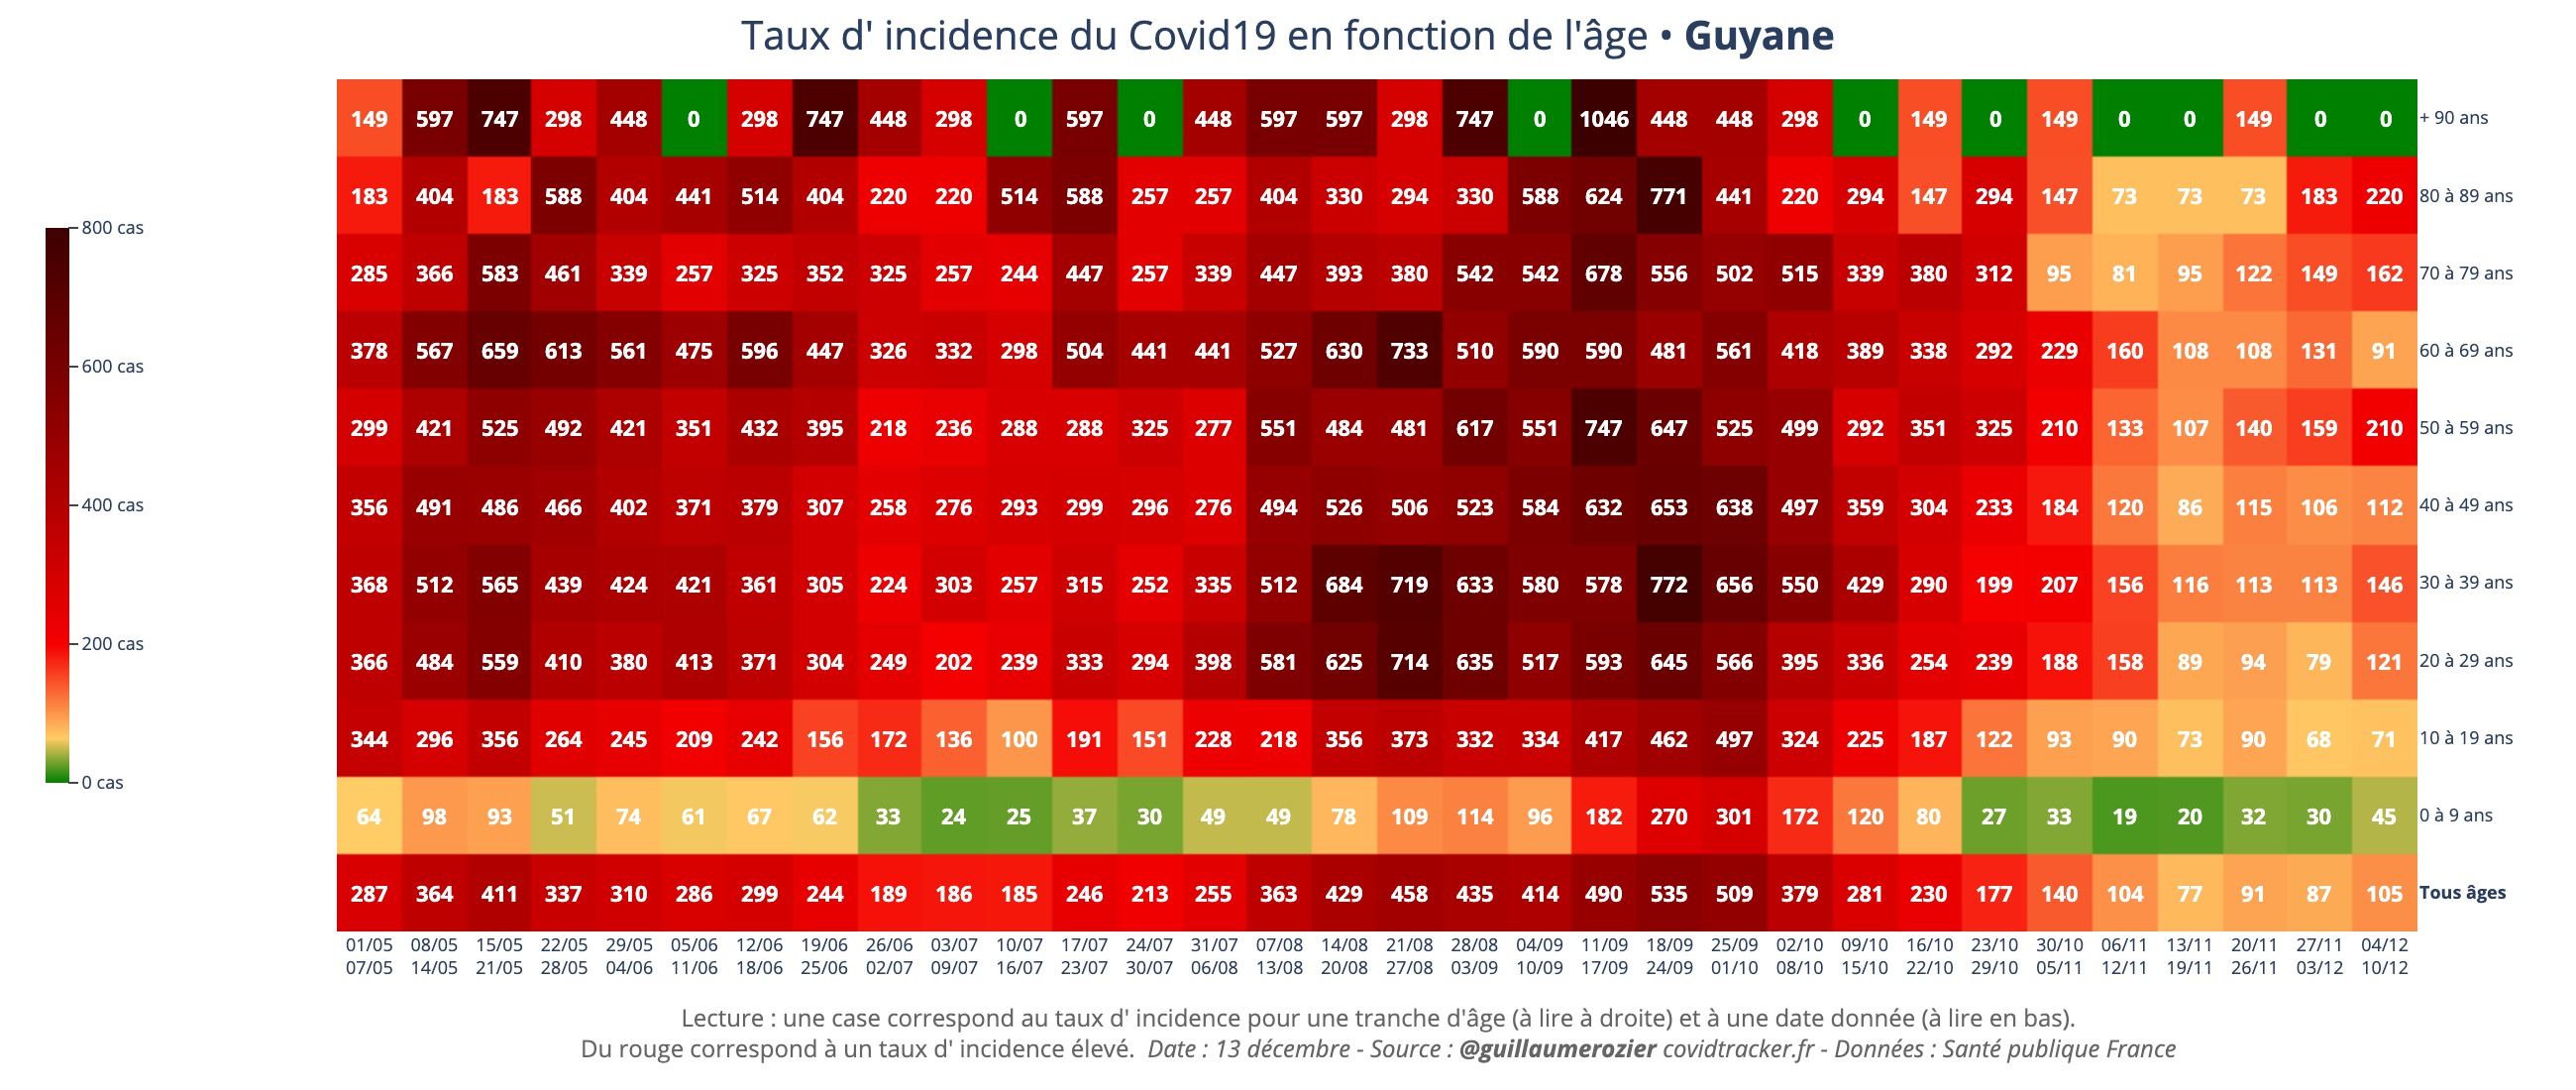 Taux d' incidence du Covid19 en fonction de l'âge • Guyane
149 597 747 298 448 0 298 747 448 298 0 597 0 448 597 597 298 747 0 1046 448 448 298 0 149 0 149 0 0 149 0 0 + 90 ans
183 404 183 588 404 441 514 404 220 220 514 588 257 257 404 330 294 330 588 624 771 441 220 294 147 294 147 73 73 73 183 220 80 à 89 ans
800 cas
285 366 583 461 339 257 325 352 325 257 244 447 257 339 447 393 380 542 542 678 556 502 515 339 380 312 95 81 95 122 149 162 70 à 79 ans
378 567 659 613 561 475 596 447 326 332 298 504 441 441 527 630 733 510 590 590 481 561 418 389 338 292 229 160 108 108 131 91 60 à 69 ans
600 cas
299 421 525 492 421 351 432 395 218 236 288 288 325 277 551 484 481 617 551 747 647 525 499 292 351 325 210 133 107 140 159 210 50 à 59 ans
400 cas
356 491 486 466 402 371 379 307 258 276 293 299 296 276 494 526 506 523 584 632 653 638 497 359 304 233 184 120 86 115 106 112 40 à 49 ans
368 512 565 439 424 421 361 305 224 303 257 315 252 335 512 684 719 633 580 578 772 656 550 429 290 199 207 156 116 113 113 146 30 à 39 ans
200 cas
366 484 559 410 380 413 371 304 249 202 239 333 294 398 581 625 714 635 517 593 645 566 395 336 254 239 188 158 89 94 79 121 20 à 29 ans
344 296 356 264 245 209 242 156 172 136 100 191 151 228 218 356 373 332 334 417 462 497 324 225 187 122 93 90 73 90 68 71 10 à 19 ans
0 cas
64 98 93 51 74 61 67 62 33 24 25 37 30 49 49 78 109 114 96 182 270 301 172 120 80 27 33 19 20 32 30 45 0 à 9 ans
287 364 411 337 310 286 299 244 189 186 185 246 213 255 363 429 458 435 414 490 535 509 379 281 230 177 140 104 77 91 87 105 Tous âges
01/05 08/05 15/05 22/05 29/05 05/06 12/06 19/06 26/06 03/07 10/07 17/07 24/07 31/07 07/08 14/08 21/08 28/08 04/09 11/09 18/09 25/09 02/10 09/10 16/10 23/10 30/10 06/11 13/11 20/11 27/11 04/12
07/05 14/05 21/05 28/05 04/06 11/06 18/06 25/06 02/07 09/07 16/07 23/07 30/07 06/08 13/08 20/08 27/08 03/09 10/09 17/09 24/09 01/10 08/10 15/10 22/10 29/10 05/11 12/11 19/11 26/11 03/12 10/12
Lecture : une case correspond au taux d' incidence pour une tranche d'âge (à lire à droite) et à une date donnée (à lire en bas).
Du rouge correspond à un taux d' incidence élevé. Date : 13 décembre - Source : @guillaumerozier covidtracker.fr - Données : Santé publique France